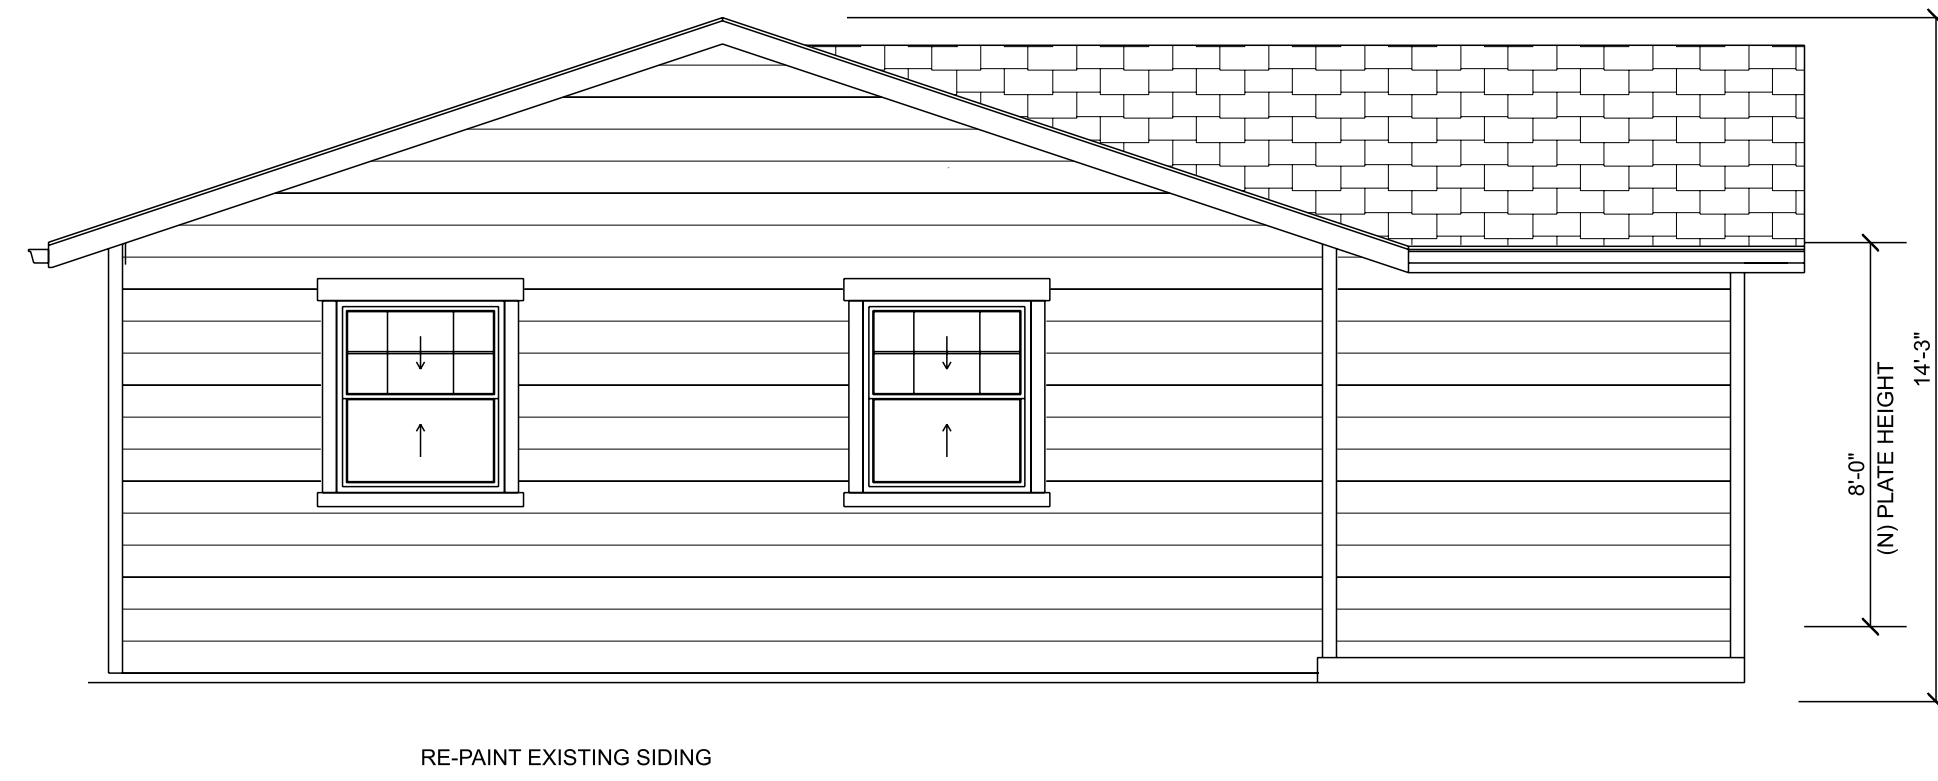 14'-3"
8'-0"
(N) PLATE HEIGHT
RE-PAINT EXISTING SIDING